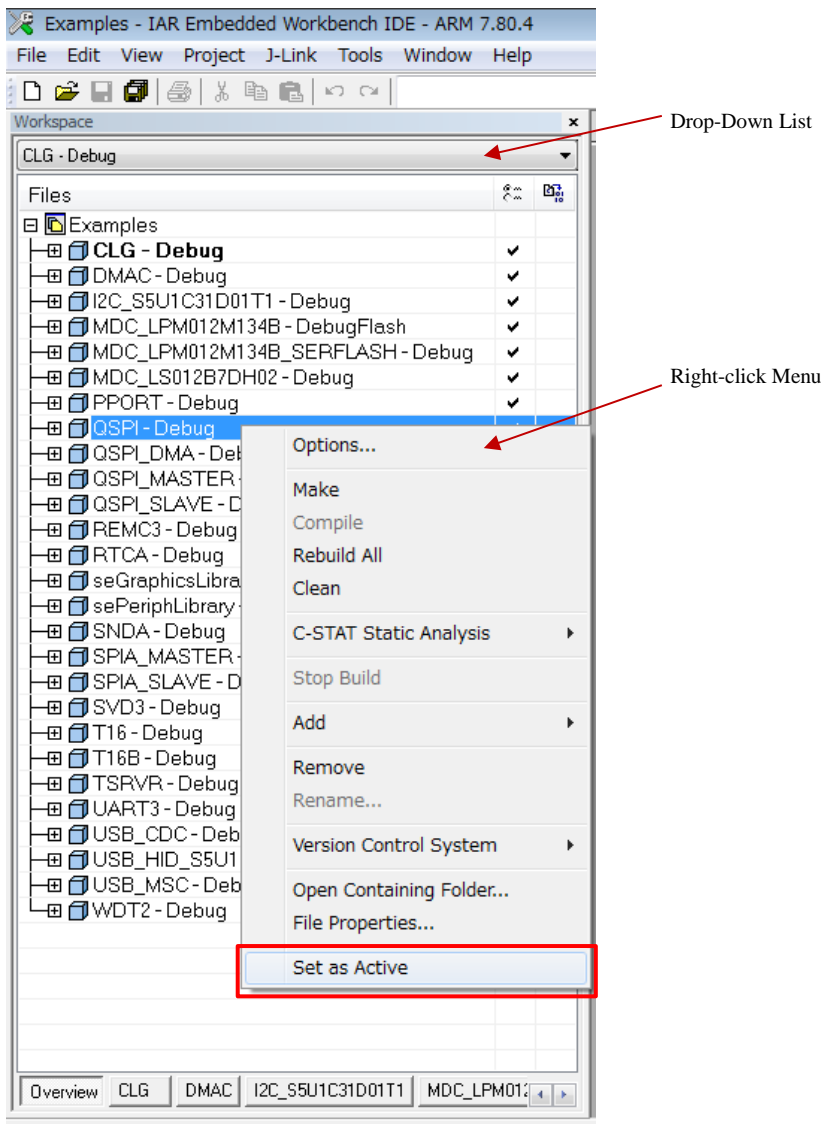 Examples - IAR Embedded Workbench IDE - ARM 7.80.4
File Edit View Project J-Link Tools Window Help
Workspace
Drop-Down List
CLG - Debug
Files
Examples
CLG - Debug
DMAC - Debug
I2C_S5U1C31D01T1 - Debug
MDC_LPM012M134B - DebugFlash
MDC_LPM012M134B_SERFLASH - Debug
MDC_LS012B7DH02 - Debug
Right-click Menu
PPORT - Debug
QSPI - Debug
QSPI_DMA - Deb
QSPI_MASTER -
QSPI_SLAVE - D
REMC3 - Debug
RTCA - Debug
seGraphicsLibra
sePeriphLibrary -
SNDA - Debug
SPIA_MASTER -
SPIA_SLAVE - D
SVD3 - Debug
T16 - Debug
T16B - Debug
TSRVR - Debug
UART3 - Debug
USB_CDC - Deb
USB_HID_S5U1
USB_MSC - Deb
WDT2 - Debug
Options...
Make
Compile
Rebuild All
Clean
C-STAT Static Analysis
Stop Build
Add
Remove
Rename...
Version Control System
Open Containing Folder...
File Properties...
Set as Active
Overview CLG DMAC I2C_S5U1C31D01T1 MDC_LPM012